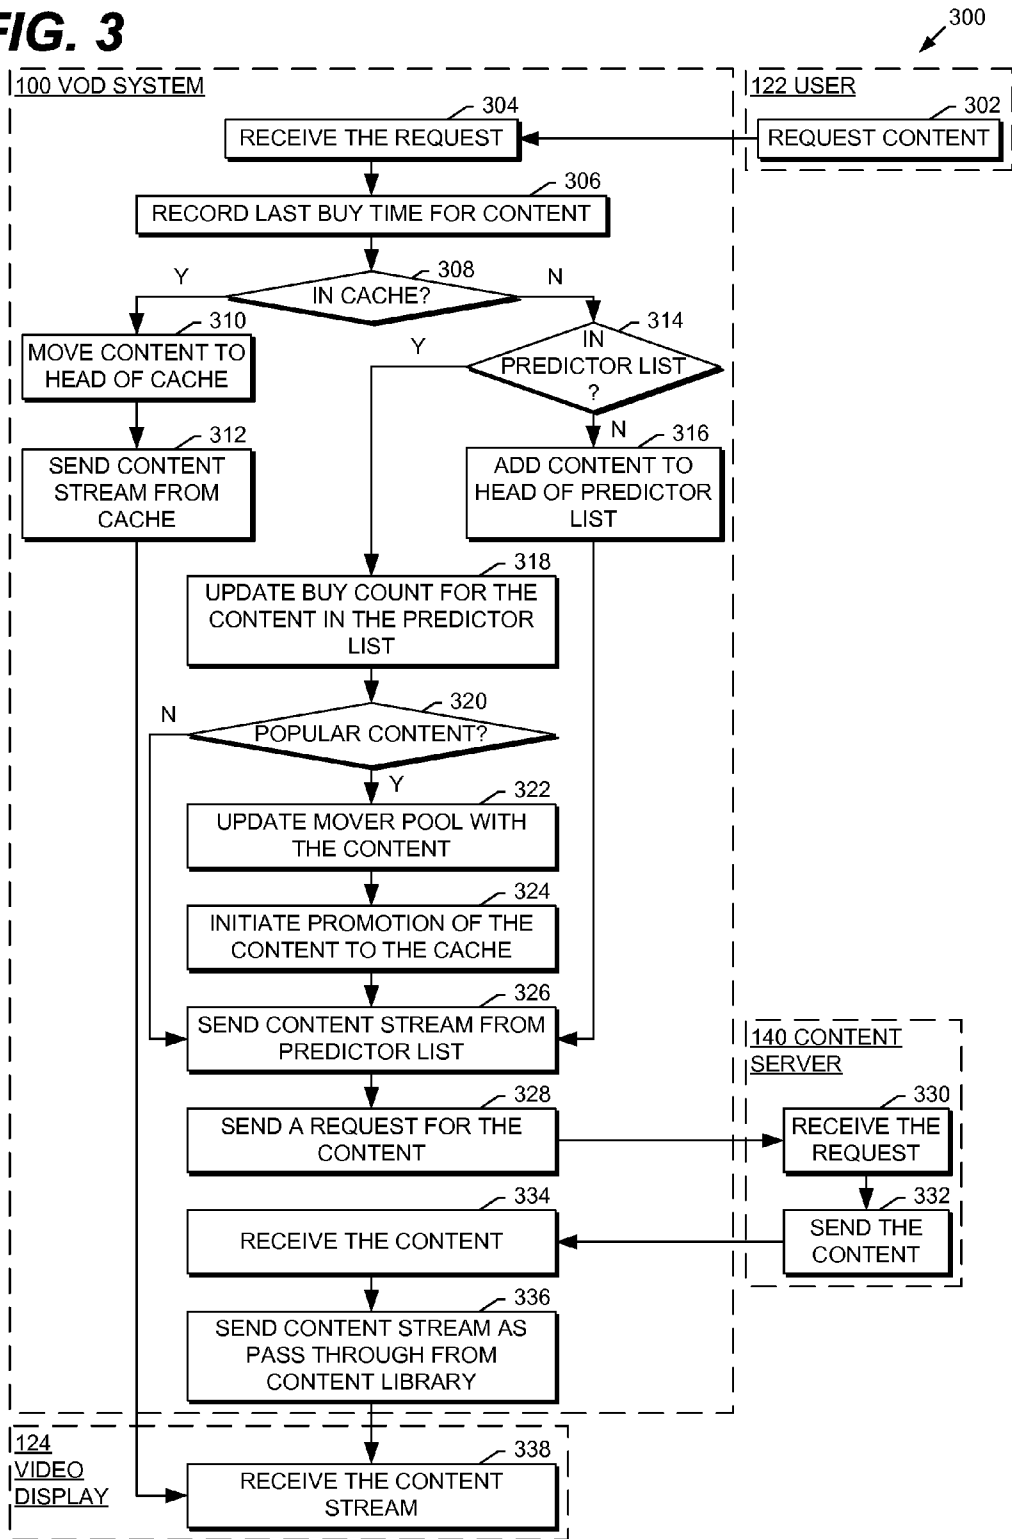 FIG. 3
300
100 VOD SYSTEM
122 USER
304
RECEIVE THE REQUEST
302
REQUEST CONTENT
306
RECORD LAST BUY TIME FOR CONTENT
308
IN CACHE?
Y
N
310
MOVE CONTENT TO
HEAD OF CACHE
314
IN
PREDICTOR LIST
?
Y
N
312
SEND CONTENT
STREAM FROM
CACHE
316
ADD CONTENT TO
HEAD OF PREDICTOR
LIST
318
UPDATE BUY COUNT FOR THE
CONTENT IN THE PREDICTOR
LIST
320
POPULAR CONTENT?
N
Y
322
UPDATE MOVER POOL WITH
THE CONTENT
324
INITIATE PROMOTION OF THE
CONTENT TO THE CACHE
326
SEND CONTENT STREAM FROM
PREDICTOR LIST
140 CONTENT
SERVER
328
SEND A REQUEST FOR THE
CONTENT
330
RECEIVE THE
REQUEST
332
SEND THE
CONTENT
334
RECEIVE THE CONTENT
336
SEND CONTENT STREAM AS
PASS THROUGH FROM
CONTENT LIBRARY
124
VIDEO
DISPLAY
338
RECEIVE THE CONTENT
STREAM